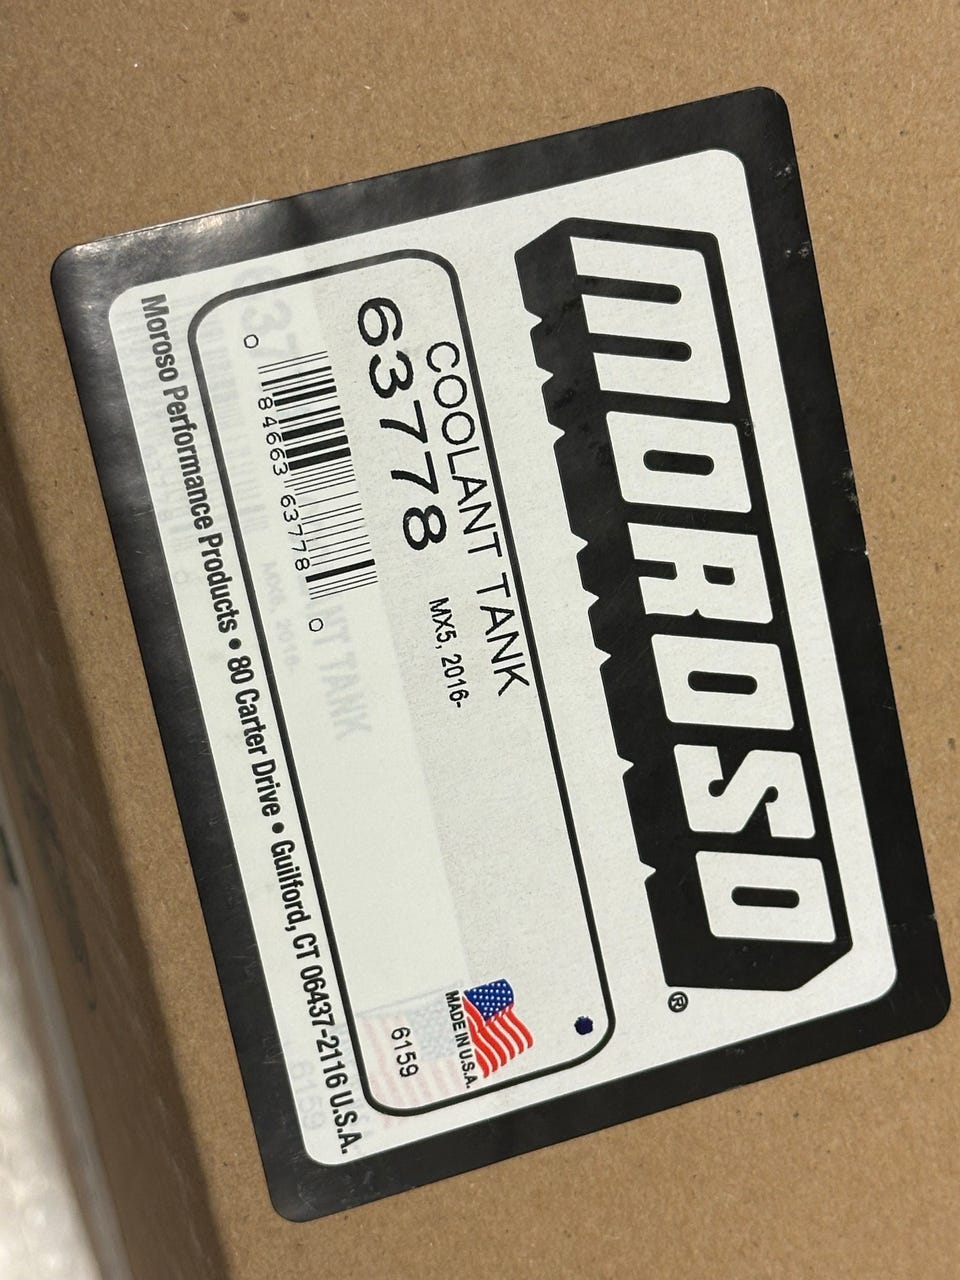 MOROSO®
COOLANT TANK
63778 MX5, 2016-
0 184663 63778 0
MADE IN U.S.A.
6159
Moroso Performance Products • 80 Carter Drive • Guilford, CT 06437-2116 U.S.A.